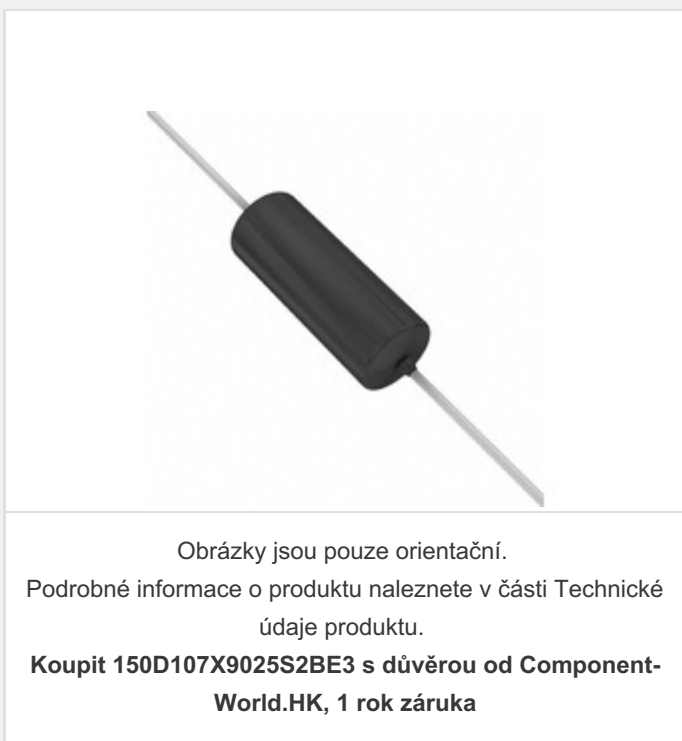 Obrázky jsou pouze orientační.
Podrobné informace o produktu naleznete v části Technické
údaje produktu.
Koupit 150D107X9025S2BE3 s důvěrou od Component-
World.HK, 1 rok záruka